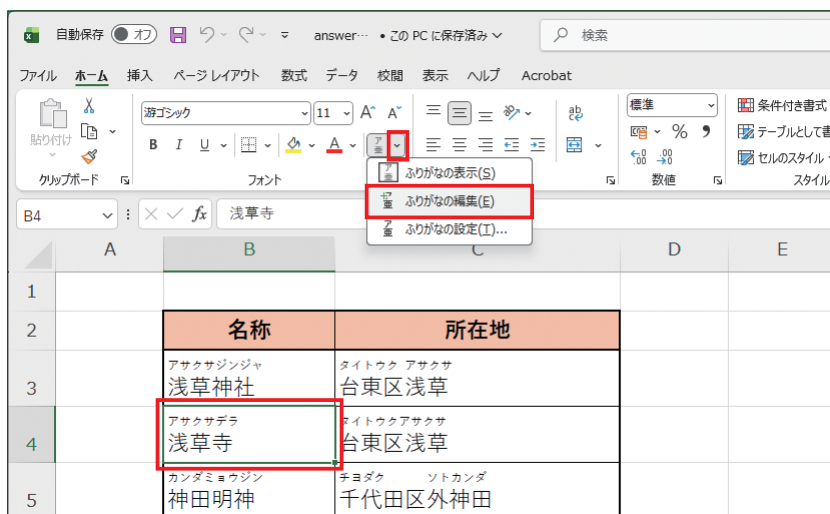 自動保存 オフ answer… • この PC に保存済み 検索
ファイル ホーム 挿入 ページ レイアウト 数式 データ 校閲 表示 ヘルプ Acrobat
貼り付け 游ゴシック 11 A A ab 標準 条件付き書式
B I U A ア亜 % 9 テーブルとして書
.00 .00 セルのスタイル
クリップボード フォント 数値 スタイル
ア亜 ふりがなの表示(S)
亜 ふりがなの編集(E)
ア亜 ふりがなの設定(T)...
B4 fx 浅草寺
A B C D E
1
2 名称 所在地
アサクサジンジャ タイトウク アサクサ
3 浅草神社 台東区浅草
アサクサデラ タイトウクアサクサ
4 浅草寺 台東区浅草
カンダミョウジン チヨダク ソトカンダ
5 神田明神 千代田区外神田